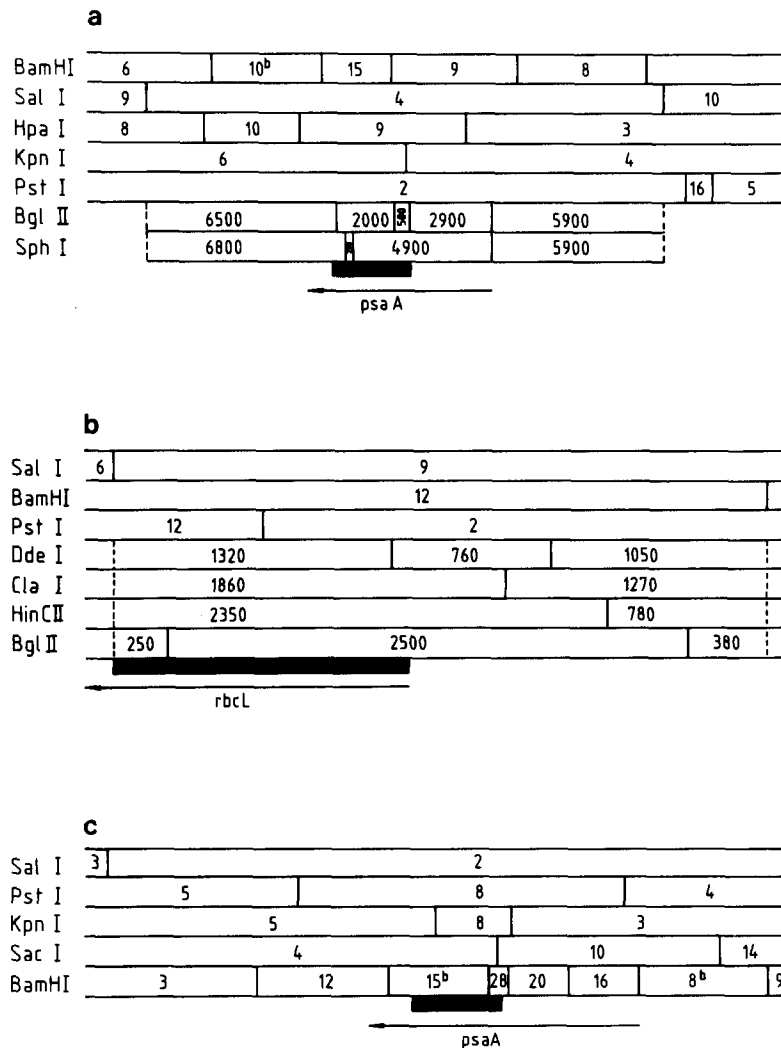 a
BamHI 6 10ᵇ 15 9 8
Sal I 9 4 10
Hpa I 8 10 9 3
Kpn I 6 4
Pst I 2 16 5
Bgl II 6500 2000 500 2900 5900
Sph I 6800 4900 5900
psaA
b
Sal I 6 9
BamHI 12
Pst I 12 2
Dde I 1320 760 1050
Cla I 1860 1270
HinCII 2350 780
Bgl II 250 2500 380
rbcL
c
Sal I 3 2
Pst I 5 8 4
Kpn I 5 8 3
Sac I 4 10 14
BamHI 3 12 15ᵇ 28 20 16 8ᵇ 9
psaA